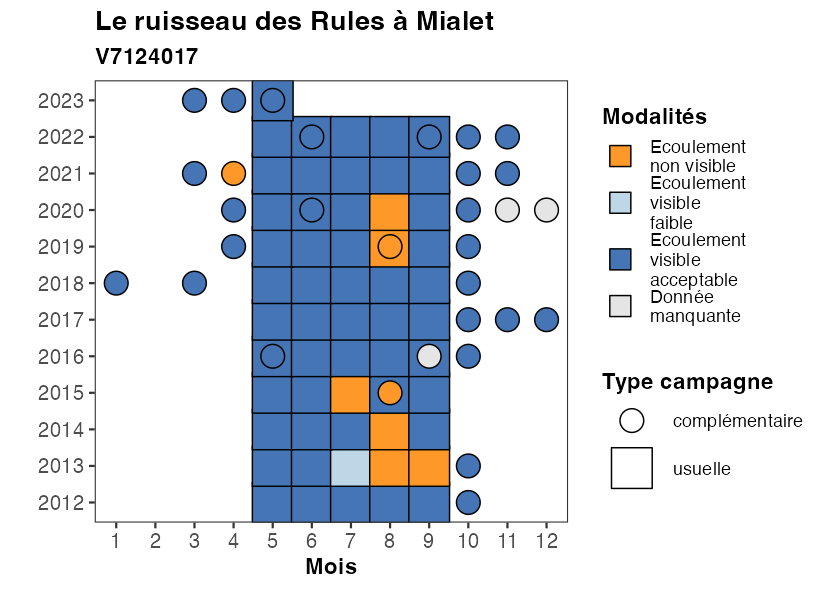 Le ruisseau des Rules à Mialet
V7124017
2023
2022
2021
2020
2019
2018
2017
2016
2015
2014
2013
2012
1 2 3 4 5 6 7 8 9 10 11 12
Mois
Modalités
Ecoulement
non visible
Ecoulement
visible
faible
Ecoulement
visible
acceptable
Donnée
manquante
Type campagne
complémentaire
usuelle